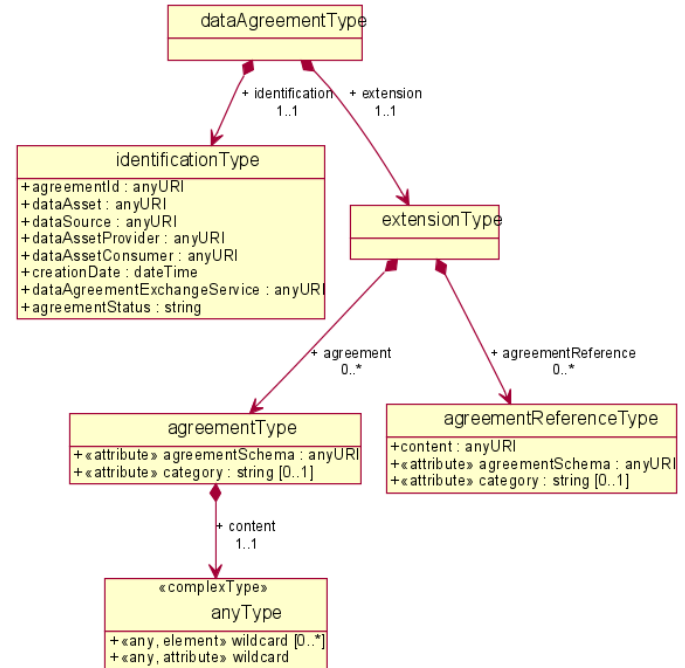 dataAgreementType
+ identification
1..1
+ extension
1..1
identificationType
+agreementId : anyURI
+dataAsset : anyURI
+dataSource : anyURI
+dataAssetProvider : anyURI
+dataAssetConsumer : anyURI
+creationDate : dateTime
+dataAgreementExchangeService : anyURI
+agreementStatus : string
extensionType
+ agreement
0..*
+ agreementReference
0..*
agreementType
+«attribute» agreementSchema : anyURI
+«attribute» category : string [0..1]
agreementReferenceType
+content : anyURI
+«attribute» agreementSchema : anyURI
+«attribute» category : string [0..1]
+ content
1..1
«complexType»
anyType
+«any, element» wildcard [0..*]
+«any, attribute» wildcard